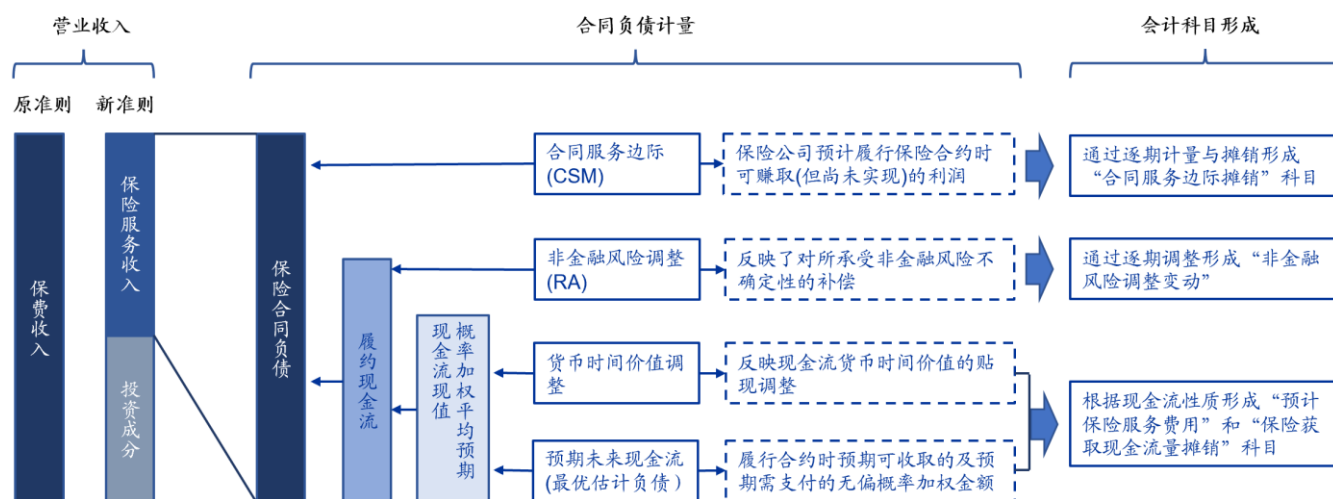 营业收入
合同负债计量
会计科目形成
原准则
新准则
保费收入
保险服务收入
投资成分
保险合同负债
履约现金流
概率加权平均预期
现金流现值
合同服务边际
(CSM)
保险公司预计履行保险合约时
可赚取(但尚未实现)的利润
通过逐期计量与摊销形成
“合同服务边际摊销”科目
非金融风险调整
(RA)
反映了对所承受非金融风险不
确定性的补偿
通过逐期调整形成“非金融
风险调整变动”
货币时间价值调
整
反映现金流货币时间价值的贴
现调整
预期未来现金流
(最优估计负债)
履行合约时预期可收取的及预
期需支付的无偏概率加权金额
根据现金流性质形成“预计
保险服务费用”和“保险获
取现金流量摊销”科目